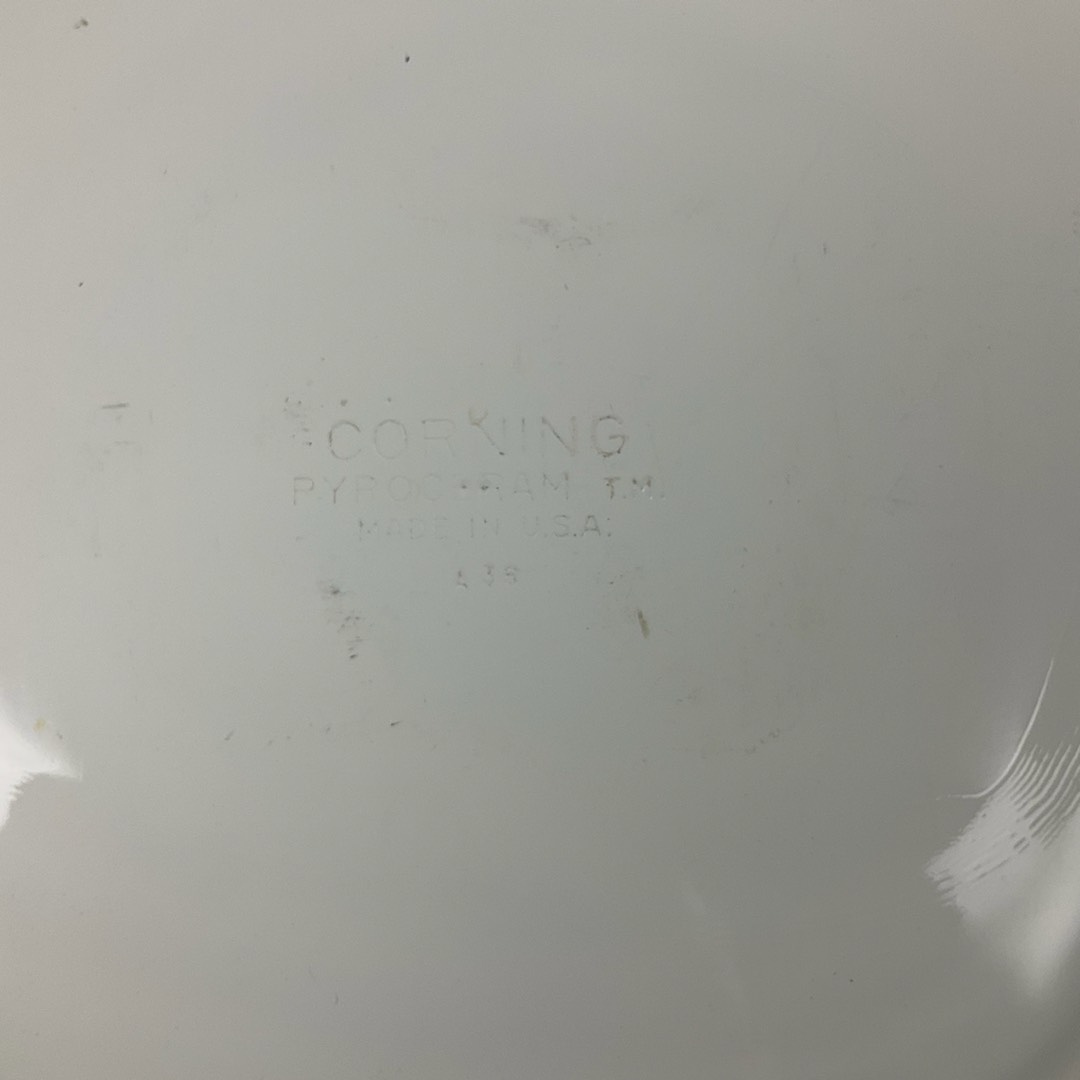 CORNING
PYROCERAM T.M.
MADE IN U.S.A.